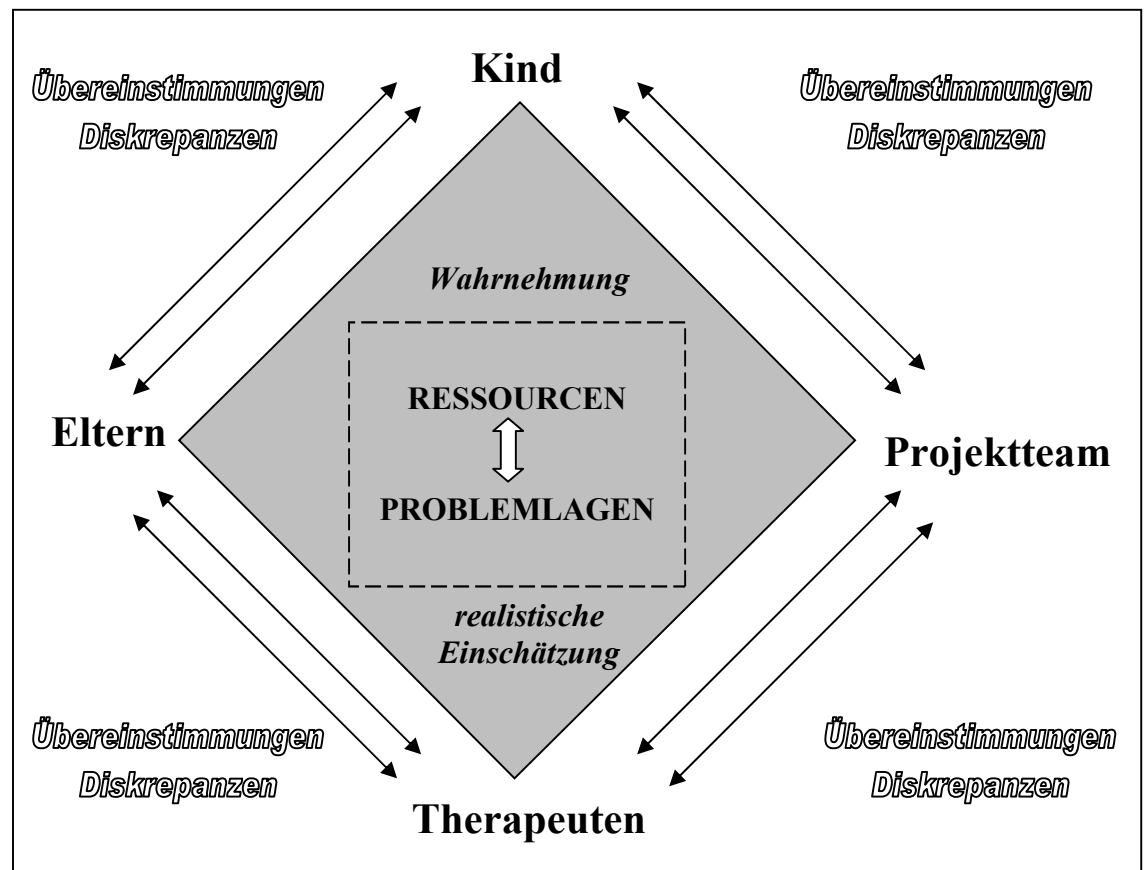 Kind
Übereinstimmungen
Diskrepanzen
Übereinstimmungen
Diskrepanzen
Wahrnehmung
RESSOURCEN
PROBLEMLAGEN
Eltern
Projektteam
realistische
Einschätzung
Übereinstimmungen
Diskrepanzen
Übereinstimmungen
Diskrepanzen
Therapeuten